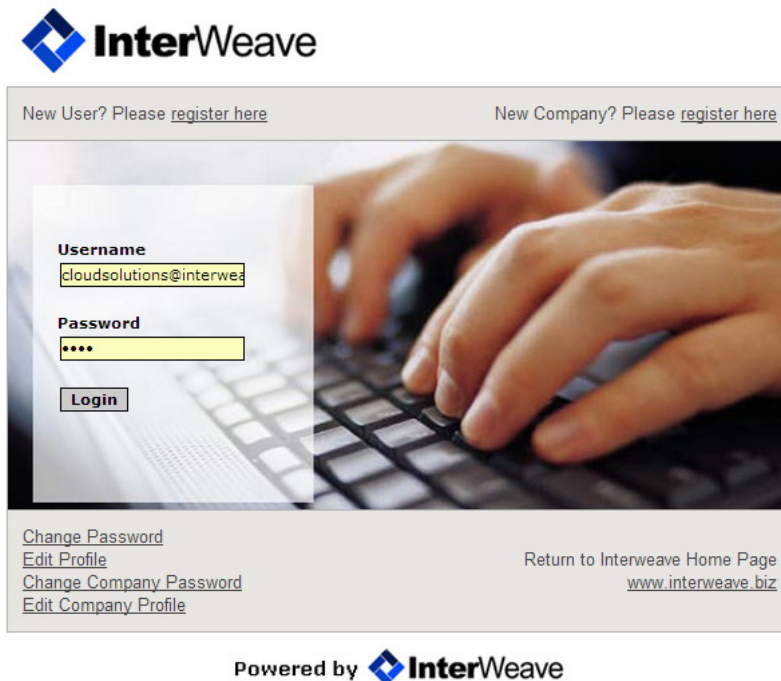 InterWeave
New User? Please register here
New Company? Please register here
Username
cloudsolutions@interwea
Password
••••
Login
Change Password
Edit Profile
Change Company Password
Edit Company Profile
Return to Interweave Home Page
www.interweave.biz
Powered by InterWeave